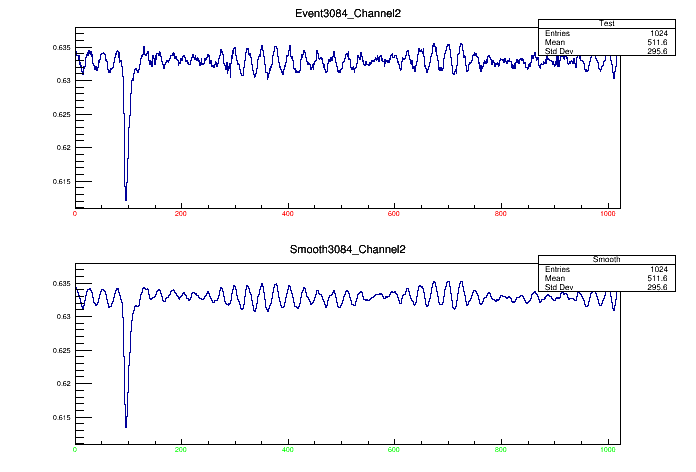 Event3084_Channel2
Test
Entries 1024
Mean 511.6
Std Dev 295.6
0.635
0.63
0.625
0.62
0.615
0 200 400 600 800 1000
Smooth3084_Channel2
Smooth
Entries 1024
Mean 511.6
Std Dev 295.6
0.635
0.63
0.625
0.62
0.615
0 200 400 600 800 1000